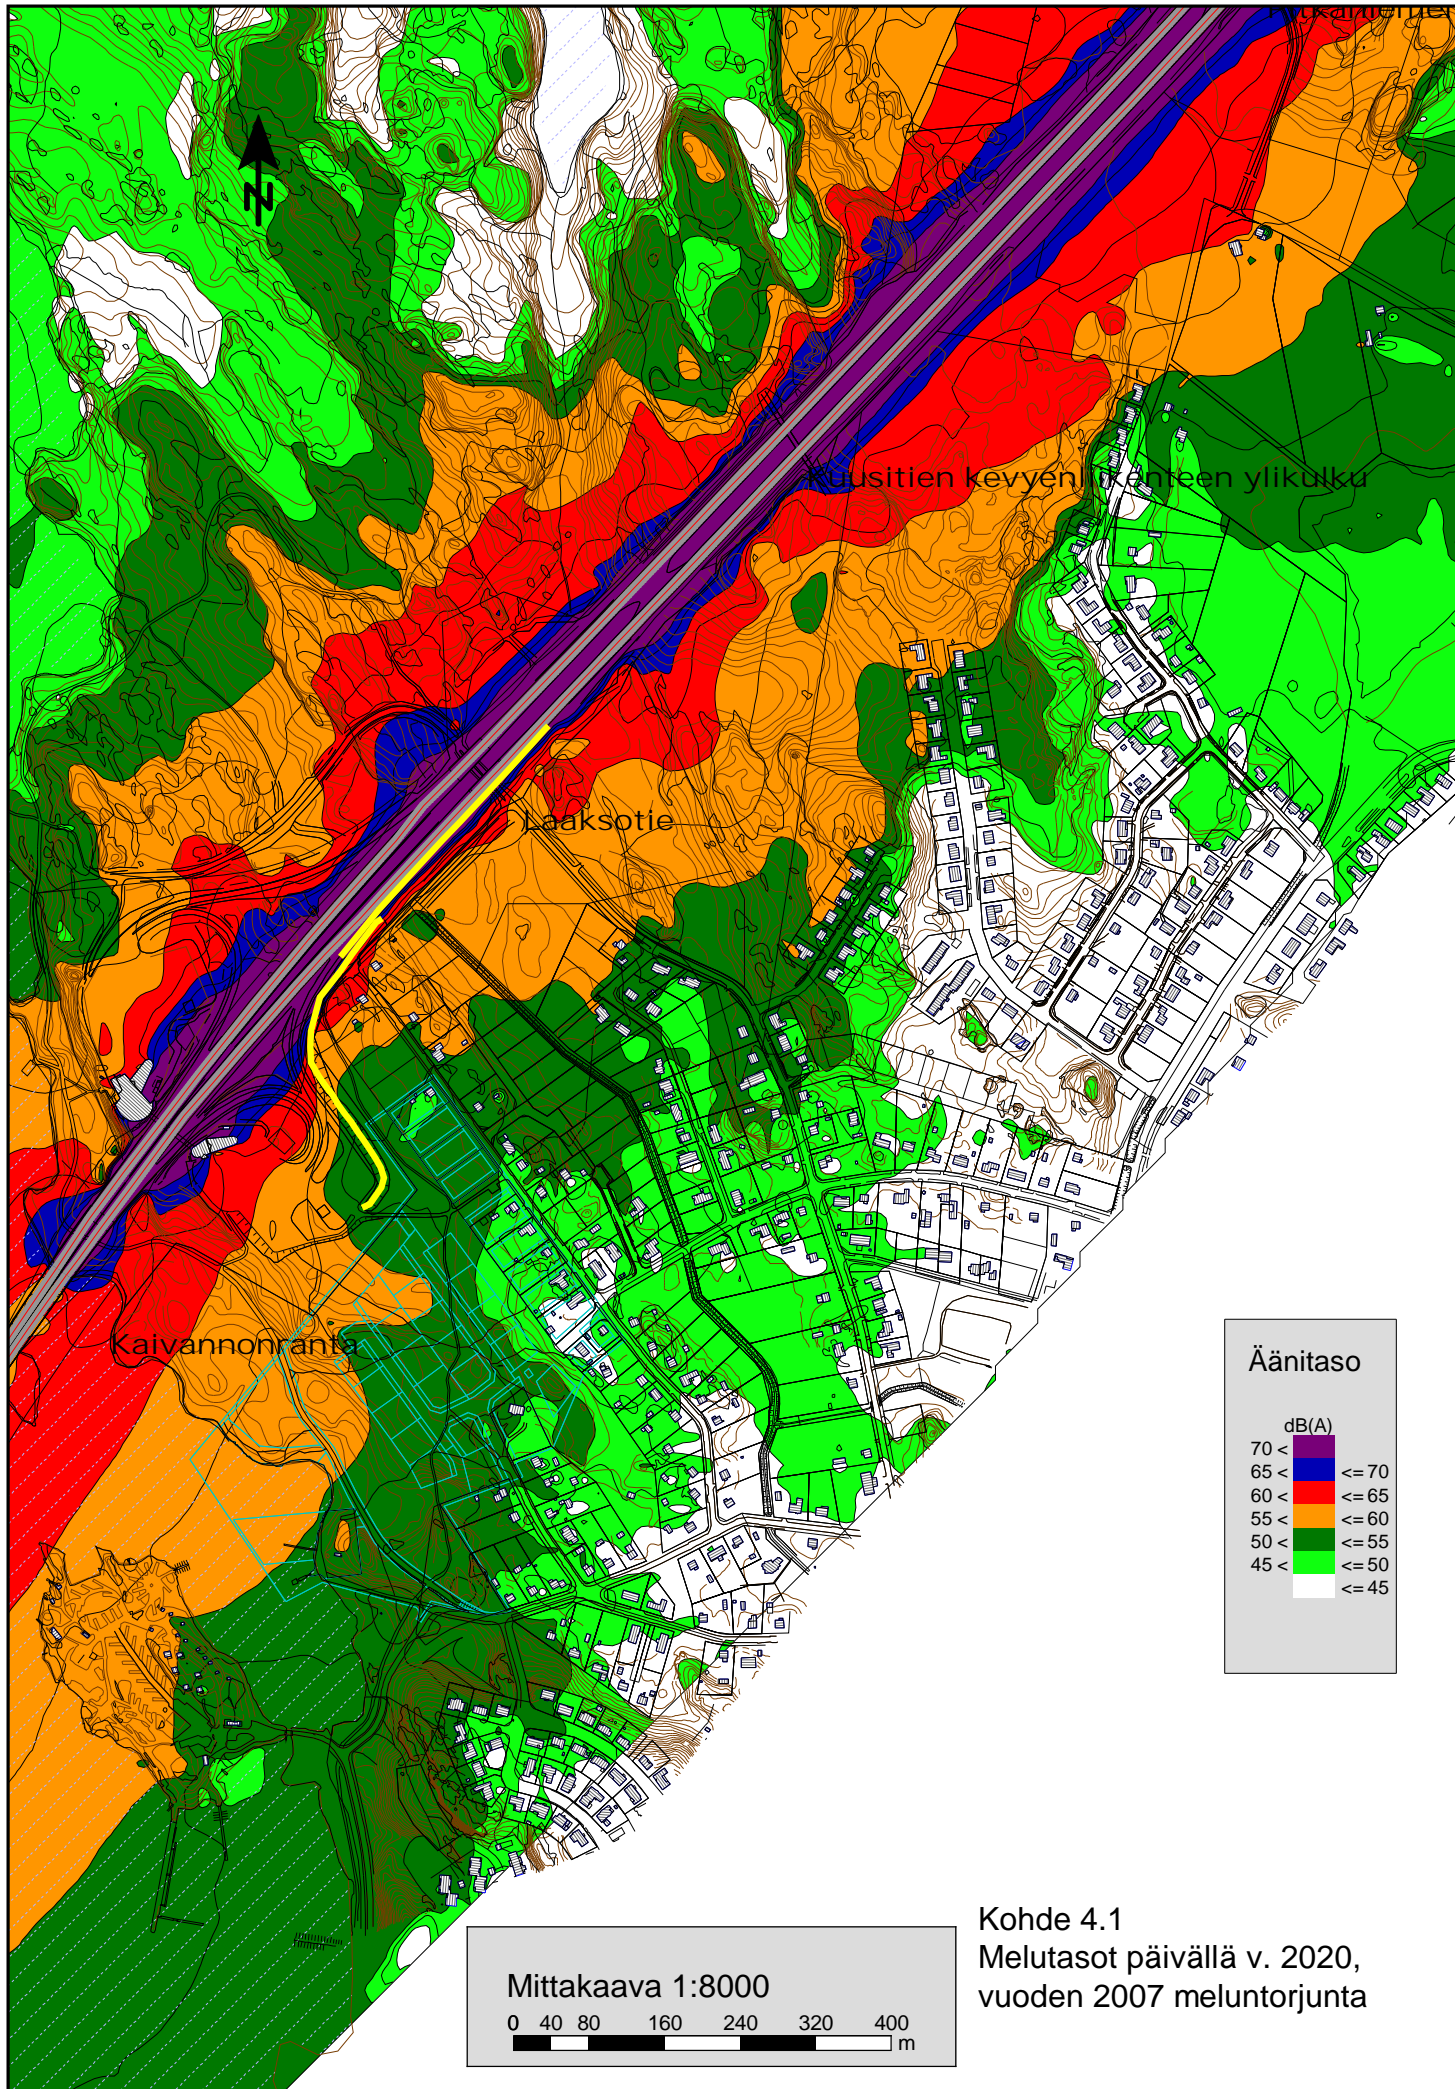 N
Kuusitien kevyenliikenteen ylikulku
Laaksotie
Kaivannonranta
Äänitaso
dB(A)
70 <
65 < <= 70
60 < <= 65
55 < <= 60
50 < <= 55
45 < <= 50
<= 45
Kohde 4.1
Melutasot päivällä v. 2020,
vuoden 2007 meluntorjunta
Mittakaava 1:8000
0 40 80 160 240 320 400
m